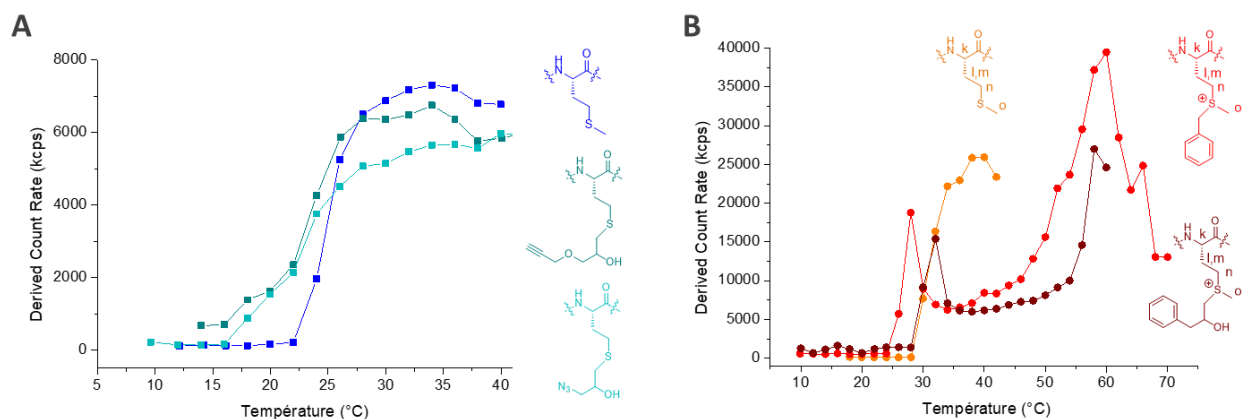 A
8000
6000
4000
2000
0
Derived Count Rate (kcps)
5 10 15 20 25 30 35 40
Température (°C)
H
N
O
S
H
N
O
S
O
OH
H
N
O
S
N3
OH
B
40000
35000
30000
25000
20000
15000
10000
5000
0
Derived Count Rate (kcps)
10 20 30 40 50 60 70
Température (°C)
H
N
k
O
l,m
n
S
o
H
N
k
O
l,m
n
⊕
S
o
H
N
k
O
l,m
n
⊕
S
o
OH